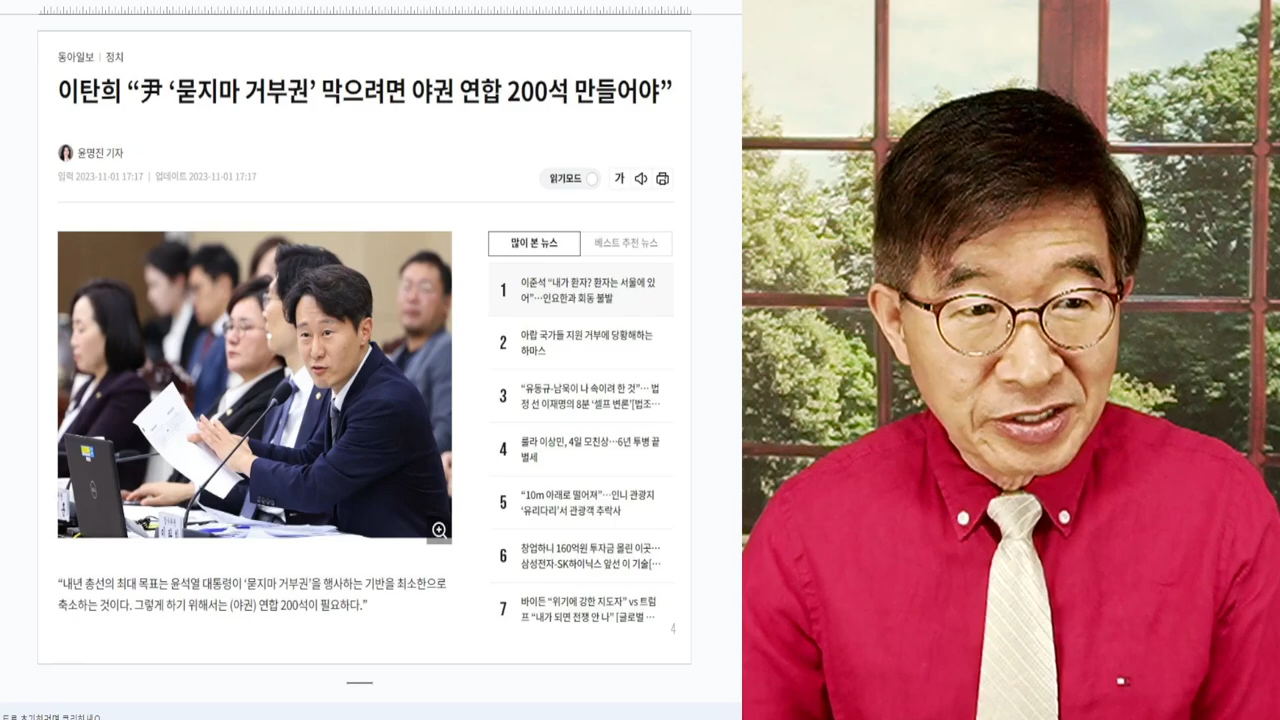 동아일보 | 정치
이탄희 “尹 ‘묻지마 거부권’ 막으려면 야권 연합 200석 만들어야”
윤명진 기자
입력 2023-11-01 17:17 | 업데이트 2023-11-01 17:17
읽기모드
가
많이 본 뉴스
베스트 추천 뉴스
1
이준석 “내가 환자? 환자는 서울에 있
어”…인요한과 회동 불발
2
아랍 국가들 지원 거부에 당황해하는
하마스
3
“유동규-남욱이 나 속이려 한 것”… 법
정 선 이재명의 8분 ‘셀프 변론’[법조…
4
룰라 이상민, 4일 모친상…6년 투병 끝
별세
5
“10m 아래로 떨어져”…인니 관광지
‘유리다리’서 관광객 추락사
6
창업하니 160억원 투자금 몰린 이곳…
삼성전자·SK하이닉스 앞선 이 기술[…
7
바이든 “위기에 강한 지도자” vs 트럼
프 “내가 되면 전쟁 안 나” [글로벌 …
“내년 총선의 최대 목표는 윤석열 대통령이 ‘묻지마 거부권’을 행사하는 기반을 최소한으로
축소하는 것이다. 그렇게 하기 위해서는 (야권) 연합 200석이 필요하다.”
4